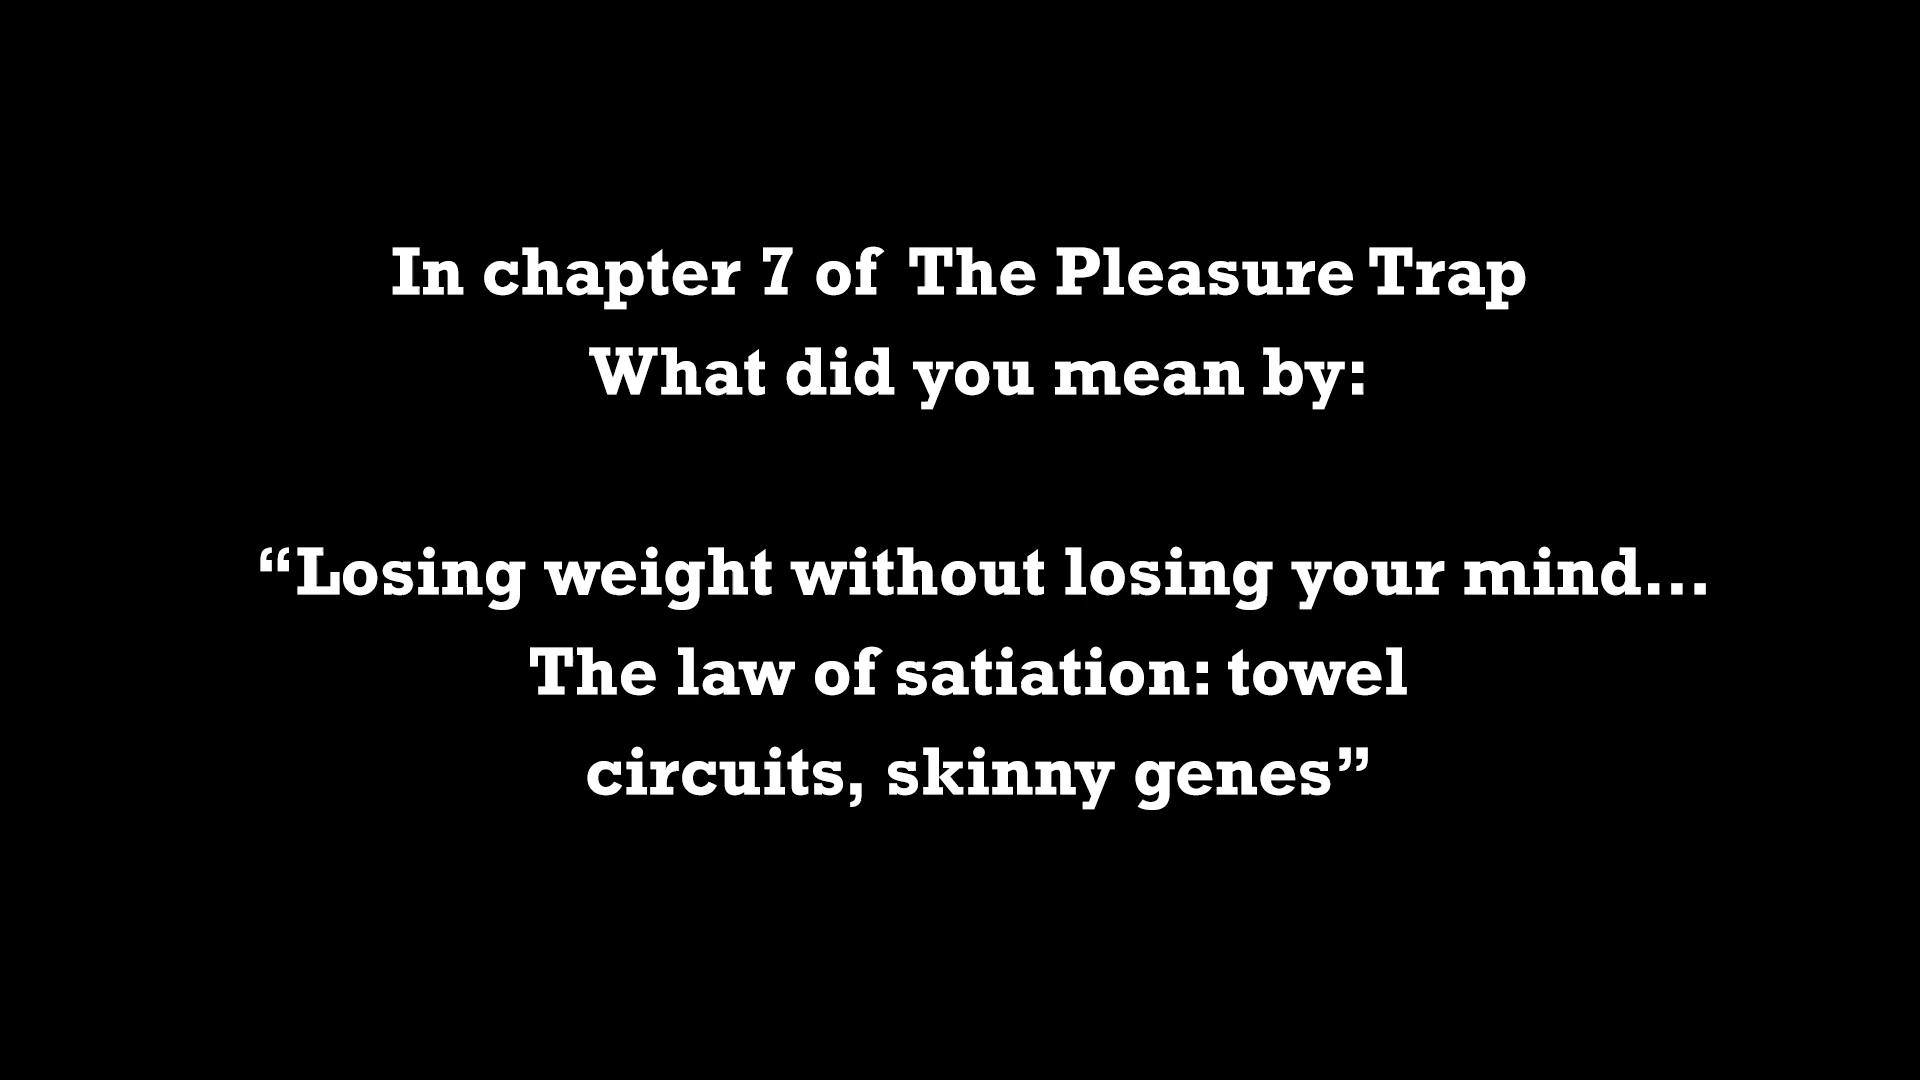 In chapter 7 of The Pleasure Trap
What did you mean by:
“Losing weight without losing your mind...
The law of satiation: towel
circuits, skinny genes”